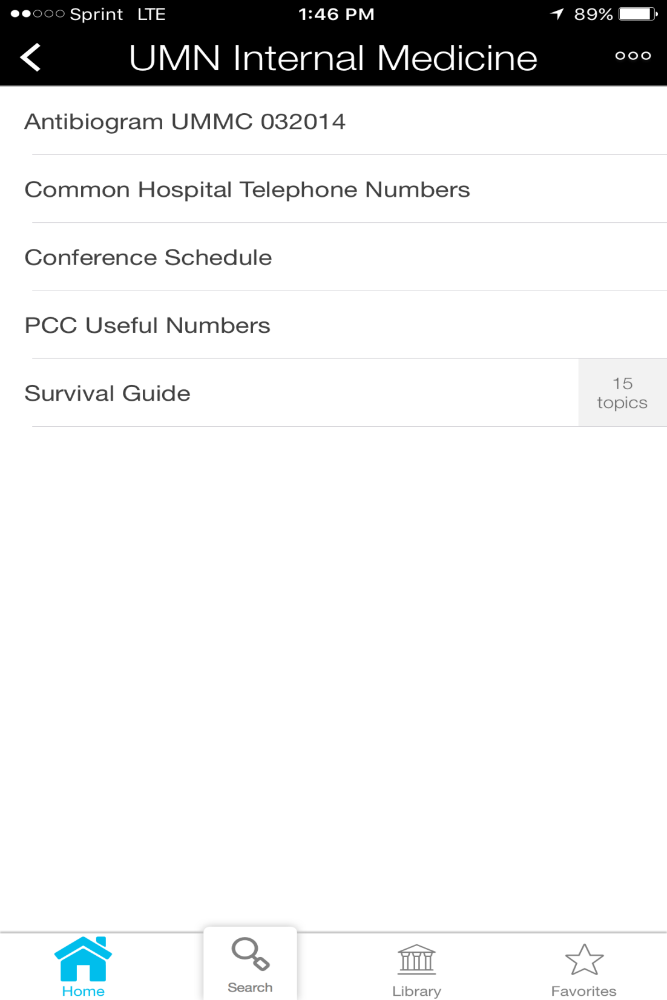 Sprint LTE 1:46 PM 89%
UMN Internal Medicine
Antibiogram UMMC 032014
Common Hospital Telephone Numbers
Conference Schedule
PCC Useful Numbers
Survival Guide
15
topics
Home Search Library Favorites